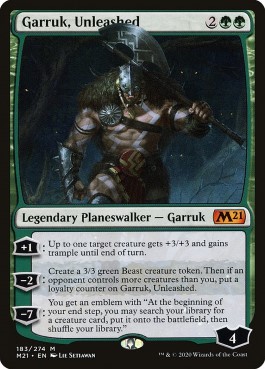 Garruk, Unleashed 2
M21
Legendary Planeswalker — Garruk
+1: Up to one target creature gets +3/+3 and gains
trample until end of turn.
−2: Create a 3/3 green Beast creature token. Then if an
opponent controls more creatures than you, put a
loyalty counter on Garruk, Unleashed.
−7: You get an emblem with “At the beginning of
your end step, you may search your library for
a creature card, put it onto the battlefield, then
shuffle your library.”
4
183/274 M
M21 • EN Lie Setiawan
™ & © 2020 Wizards of the Coast